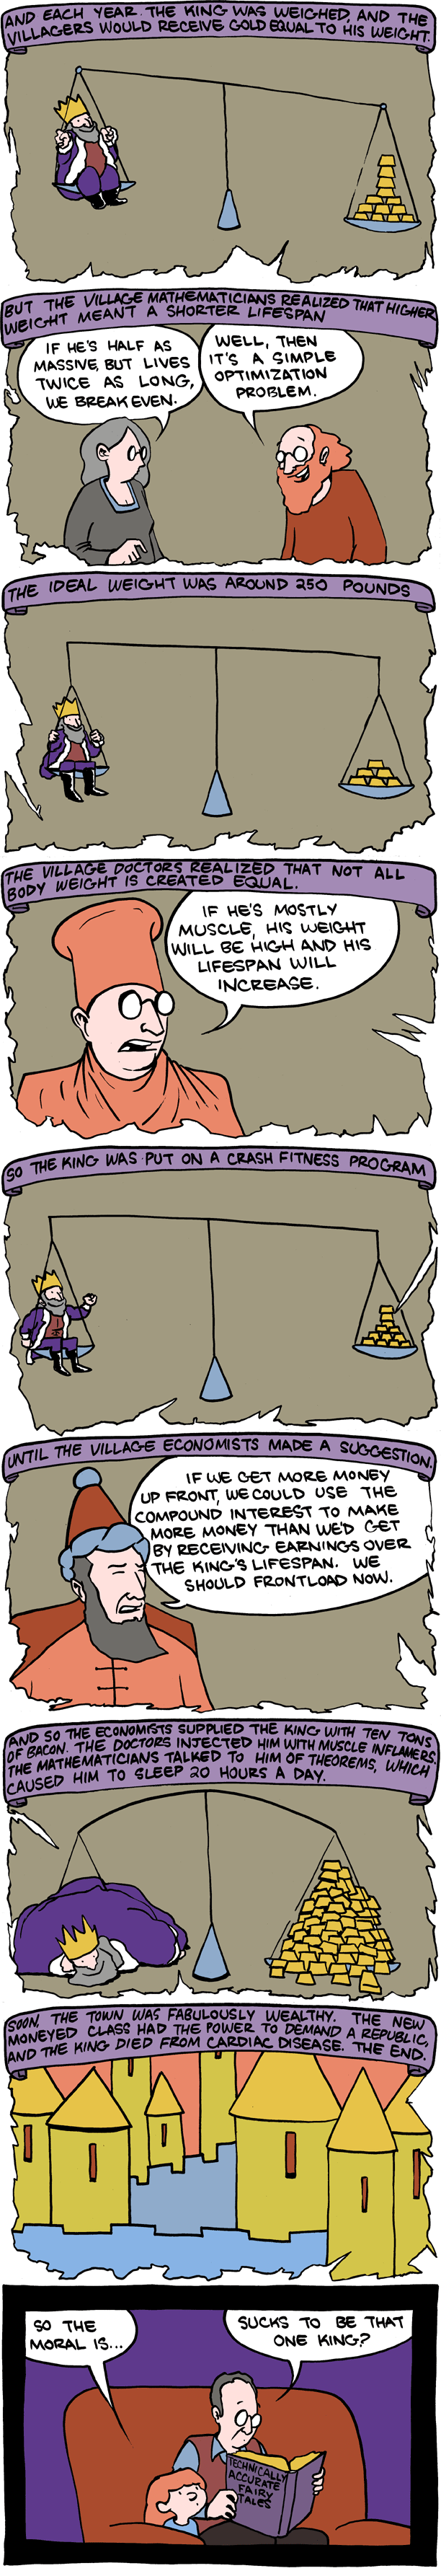 AND EACH YEAR THE KING WAS WEIGHED, AND THE
VILLAGERS WOULD RECEIVE GOLD EQUAL TO HIS WEIGHT.
BUT THE VILLAGE MATHEMATICIANS REALIZED THAT HIGHER
WEIGHT MEANT A SHORTER LIFESPAN
IF HE'S HALF AS
MASSIVE, BUT LIVES
TWICE AS LONG,
WE BREAK EVEN.
WELL, THEN
IT'S A SIMPLE
OPTIMIZATION
PROBLEM.
THE IDEAL WEIGHT WAS AROUND 250 POUNDS
THE VILLAGE DOCTORS REALIZED THAT NOT ALL
BODY WEIGHT IS CREATED EQUAL.
IF HE'S MOSTLY
MUSCLE, HIS WEIGHT
WILL BE HIGH AND HIS
LIFESPAN WILL
INCREASE.
SO THE KING WAS PUT ON A CRASH FITNESS PROGRAM
UNTIL THE VILLAGE ECONOMISTS MADE A SUGGESTION.
IF WE GET MORE MONEY
UP FRONT, WE COULD USE THE
COMPOUND INTEREST TO MAKE
MORE MONEY THAN WE'D GET
BY RECEIVING EARNINGS OVER
THE KING'S LIFESPAN. WE
SHOULD FRONTLOAD NOW.
AND SO, THE ECONOMISTS SUPPLIED THE KING WITH TEN TONS
OF BACON. THE DOCTORS INJECTED HIM WITH MUSCLE INFLAMERS.
THE MATHEMATICIANS TALKED TO HIM OF THEOREMS, WHICH
CAUSED HIM TO SLEEP 20 HOURS A DAY.
SOON, THE TOWN WAS FABULOUSLY WEALTHY. THE NEW
MONEYED CLASS HAD THE POWER TO DEMAND A REPUBLIC,
AND THE KING DIED FROM CARDIAC DISEASE. THE END.
SO THE
MORAL IS...
SUCKS TO BE THAT
ONE KING?
TECHNICALLY
ACCURATE
FAIRY
TALES